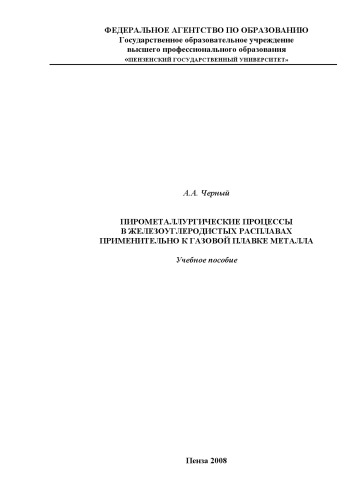 ФЕДЕРАЛЬНОЕ АГЕНТСТВО ПО ОБРАЗОВАНИЮ
Государственное образовательное учреждение
высшего профессионального образования
«ПЕНЗЕНСКИЙ ГОСУДАРСТВЕННЫЙ УНИВЕРСИТЕТ»
А.А. Черный
ПИРОМЕТАЛЛУРГИЧЕСКИЕ ПРОЦЕССЫ
В ЖЕЛЕЗОУГЛЕРОДИСТЫХ РАСПЛАВАХ
ПРИМЕНИТЕЛЬНО К ГАЗОВОЙ ПЛАВКЕ МЕТАЛЛА
Учебное пособие
Пенза 2008